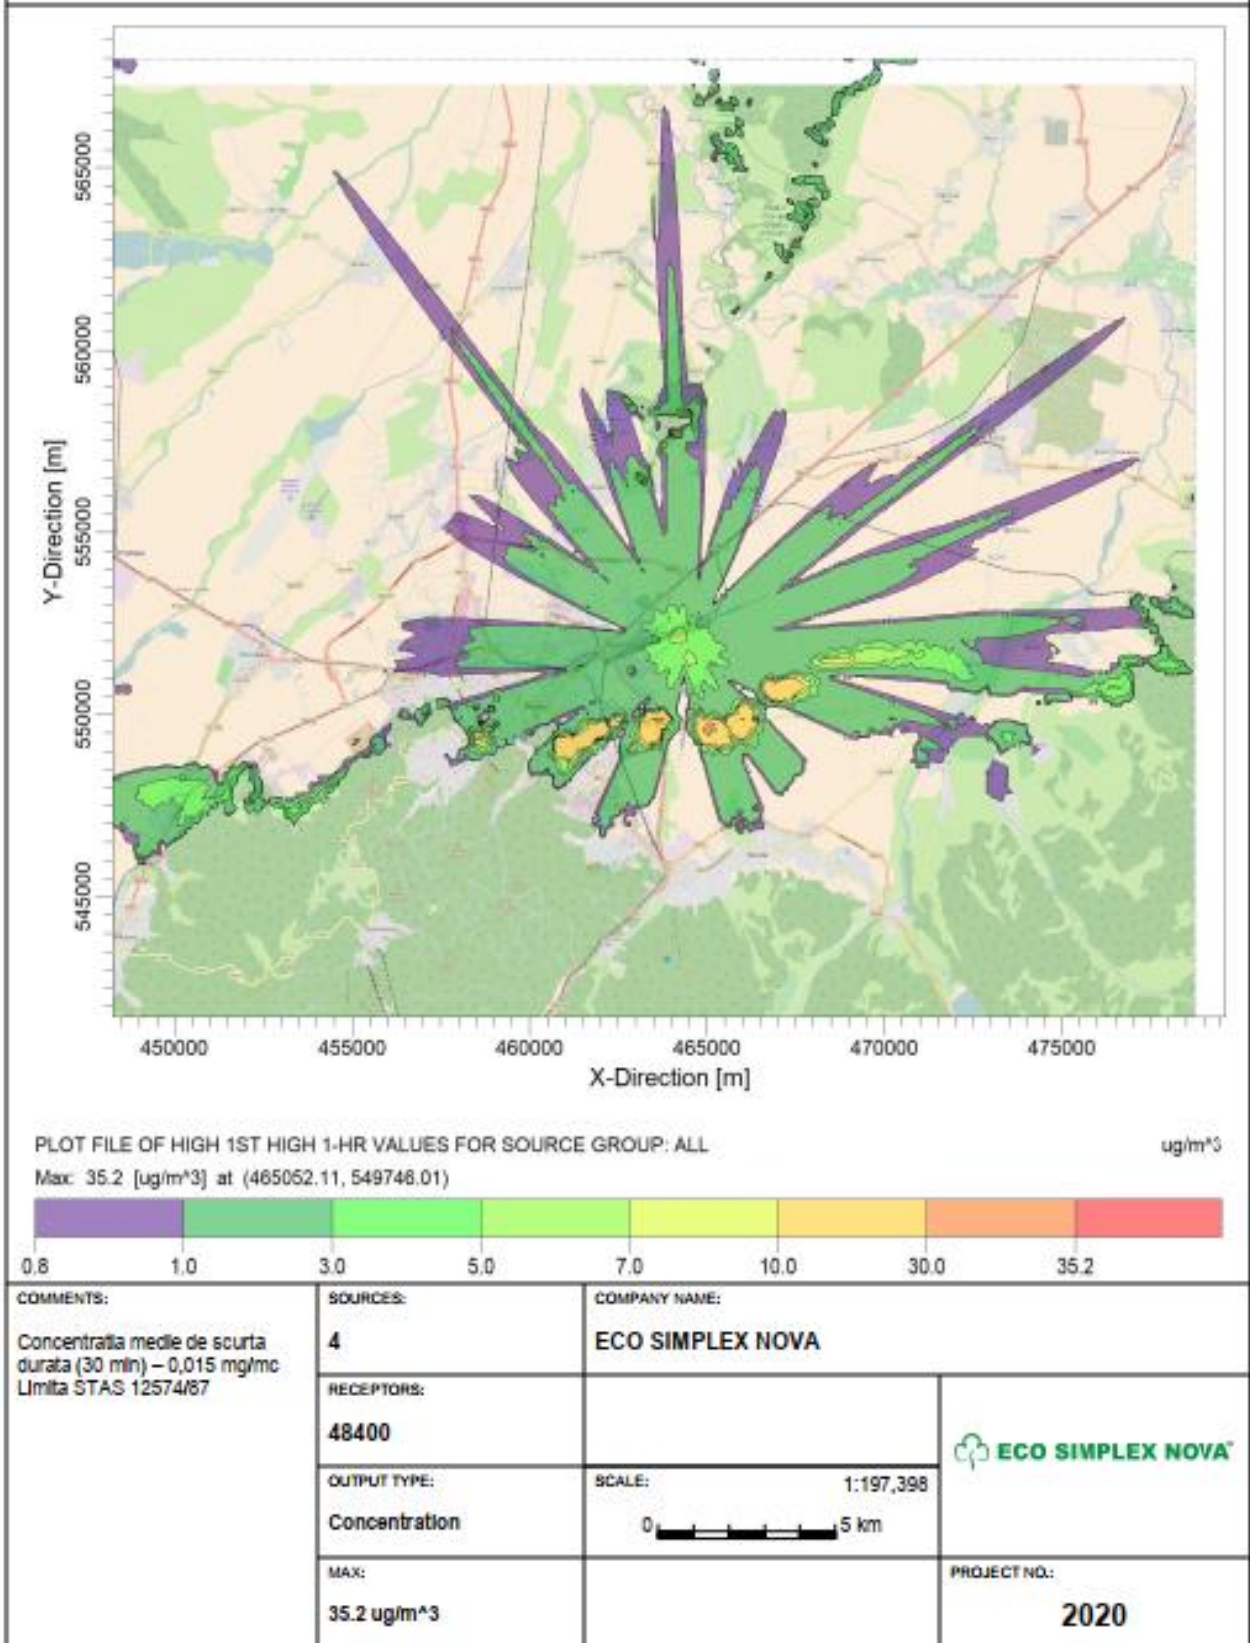 565000
560000
555000
550000
545000
Y-Direction [m]
450000 455000 460000 465000 470000 475000
X-Direction [m]
PLOT FILE OF HIGH 1ST HIGH 1-HR VALUES FOR SOURCE GROUP: ALL
ug/m^3
Max: 35.2 [ug/m^3] at (465052.11, 549746.01)
0.8 1.0 3.0 5.0 7.0 10.0 30.0 35.2
COMMENTS:
Concentratia medie de scurta
durata (30 min) – 0,015 mg/mc
Limita STAS 12574/87
SOURCES:
4
COMPANY NAME:
ECO SIMPLEX NOVA
RECEPTORS:
48400
OUTPUT TYPE:
Concentration
SCALE:
1:197,398
0 5 km
ECO SIMPLEX NOVA
MAX:
35.2 ug/m^3
PROJECT NO.:
2020